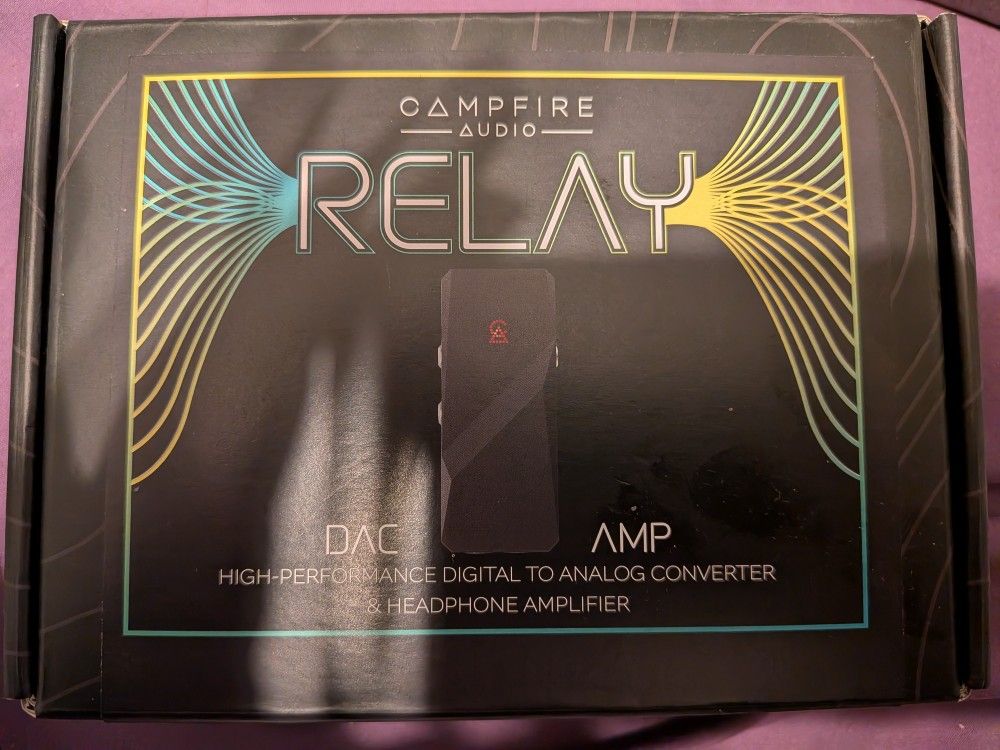 CAMPFIRE
AUDIO
RELAY
DAC AMP
HIGH-PERFORMANCE DIGITAL TO ANALOG CONVERTER
& HEADPHONE AMPLIFIER